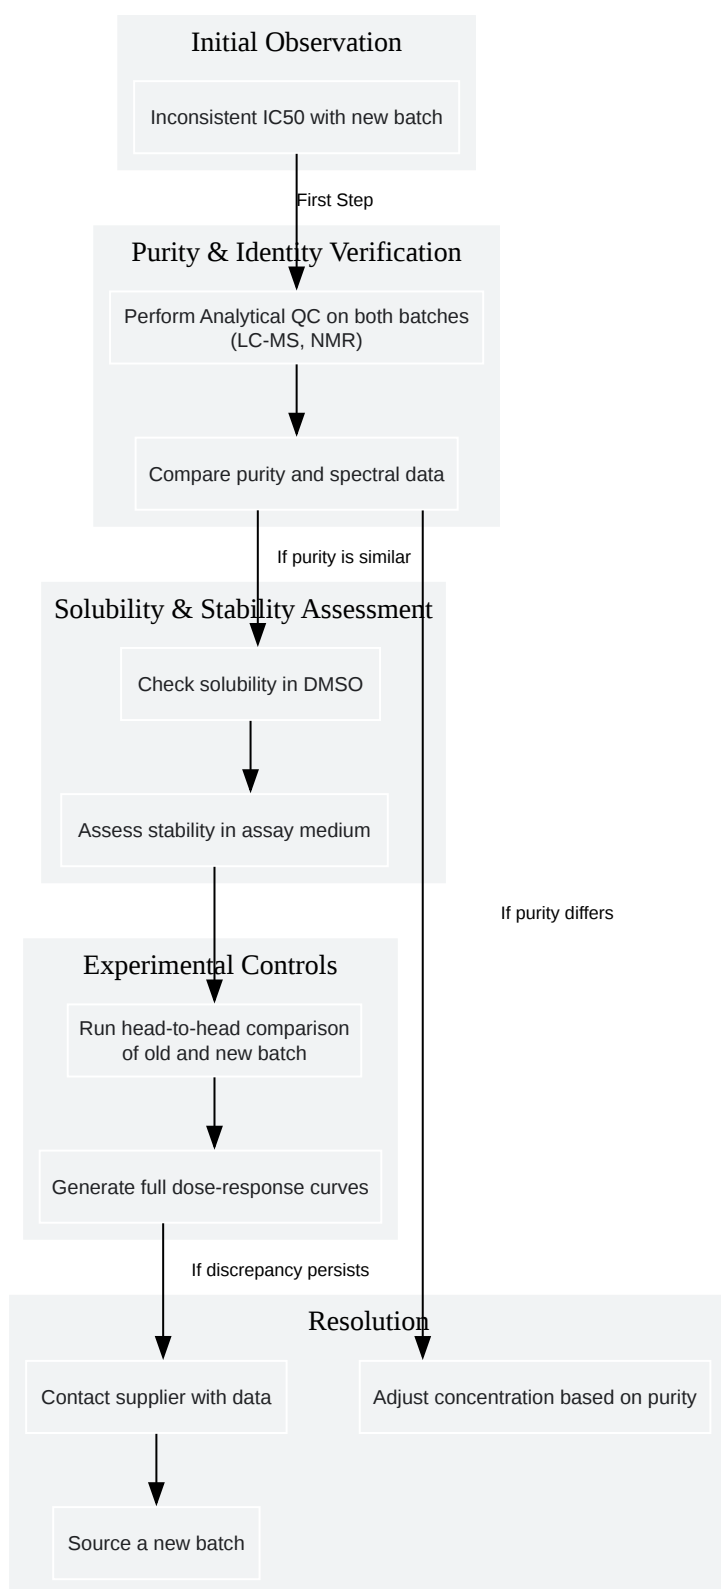 Initial Observation
Inconsistent IC50 with new batch
First Step
Purity & Identity Verification
Perform Analytical QC on both batches
(LC-MS, NMR)
Compare purity and spectral data
If purity is similar
Solubility & Stability Assessment
Check solubility in DMSO
Assess stability in assay medium
If purity differs
Experimental Controls
Run head-to-head comparison
of old and new batch
Generate full dose-response curves
If discrepancy persists
Resolution
Contact supplier with data
Adjust concentration based on purity
Source a new batch